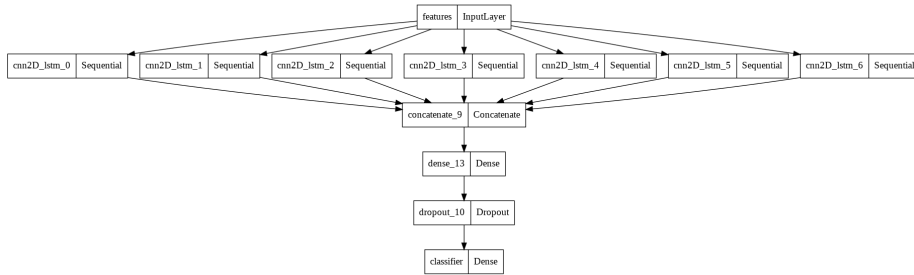 features InputLayer
cnn2D_lstm_0 Sequential cnn2D_lstm_1 Sequential cnn2D_lstm_2 Sequential cnn2D_lstm_3 Sequential cnn2D_lstm_4 Sequential cnn2D_lstm_5 Sequential cnn2D_lstm_6 Sequential
concatenate_9 Concatenate
dense_13 Dense
dropout_10 Dropout
classifier Dense